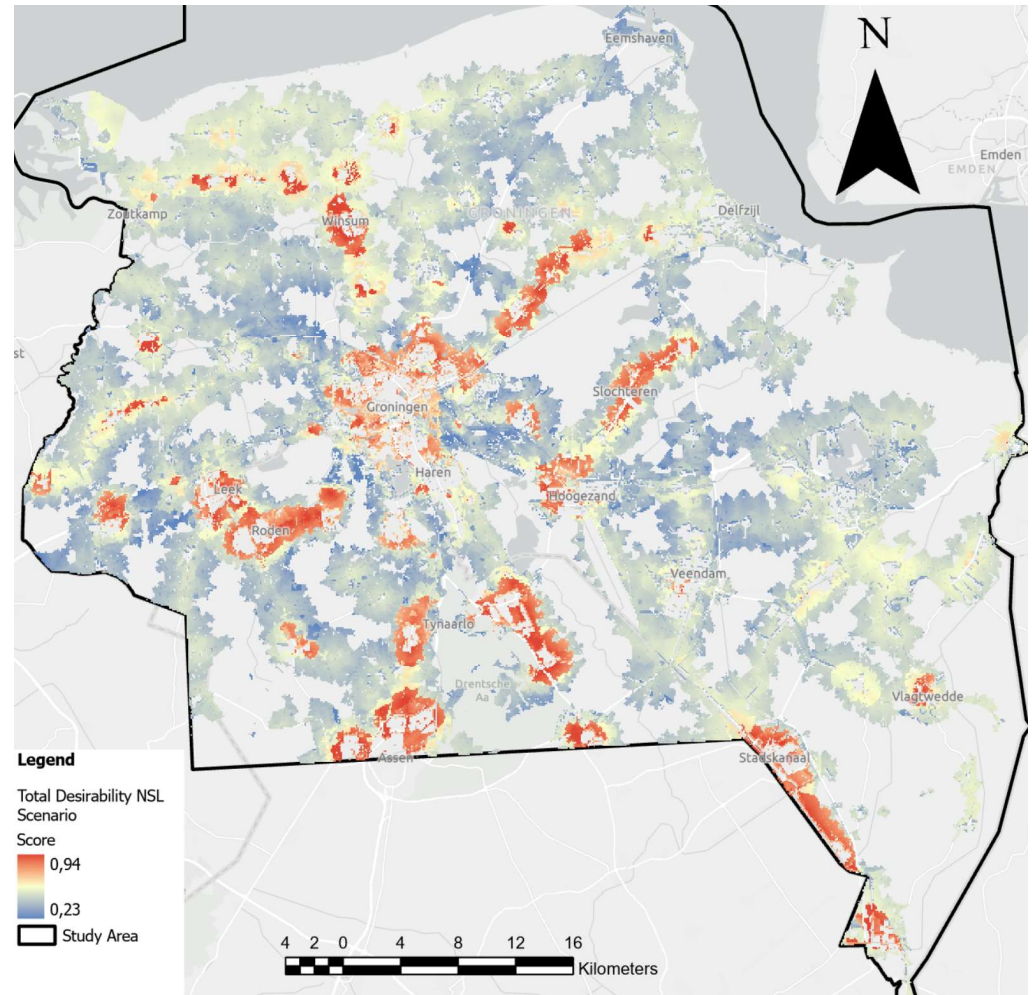 Eemshaven
N
Emden
EMDEN
Zoutkamp
Winsum
GRONINGEN
Delfzijl
st
Slochteren
Groningen
Haren
Leek
Hoogezand
Roden
Veendam
Tynaarlo
Drentsche
Aa
Vlagtwedde
Assen
Stadskanaal
Legend
Total Desirability NSL
Scenario
Score
0,94
0,23
Study Area
4 2 0 4 8 12 16
Kilometers